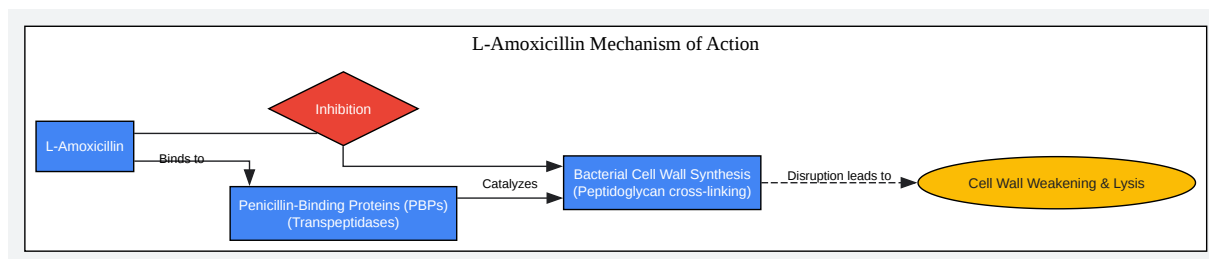 L-Amoxicillin Mechanism of Action
Inhibition
L-Amoxicillin
Binds to
Penicillin-Binding Proteins (PBPs)
(Transpeptidases)
Catalyzes
Bacterial Cell Wall Synthesis
(Peptidoglycan cross-linking)
Disruption leads to
Cell Wall Weakening & Lysis